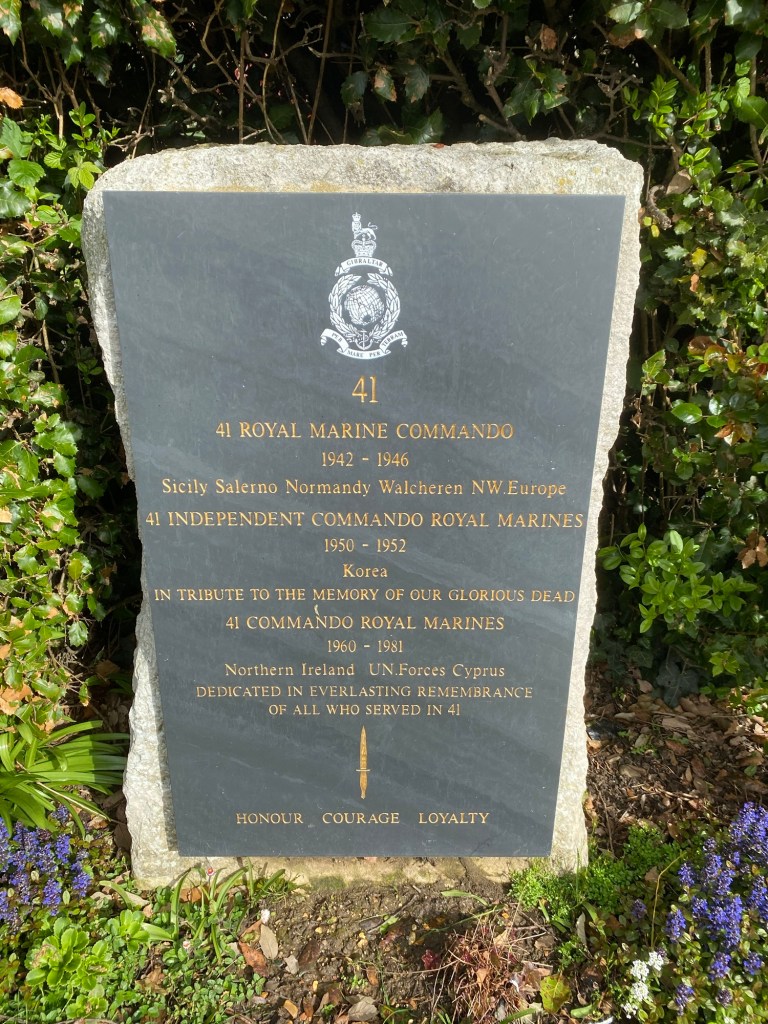 GIBRALTAR
PER MARE PER TERRAM
41
41 ROYAL MARINE COMMANDO
1942 - 1946
Sicily Salerno Normandy Walcheren NW.Europe
41 INDEPENDENT COMMANDO ROYAL MARINES
1950 - 1952
Korea
IN TRIBUTE TO THE MEMORY OF OUR GLORIOUS DEAD
41 COMMANDO ROYAL MARINES
1960 - 1981
Northern Ireland UN.Forces Cyprus
DEDICATED IN EVERLASTING REMEMBRANCE
OF ALL WHO SERVED IN 41
HONOUR COURAGE LOYALTY